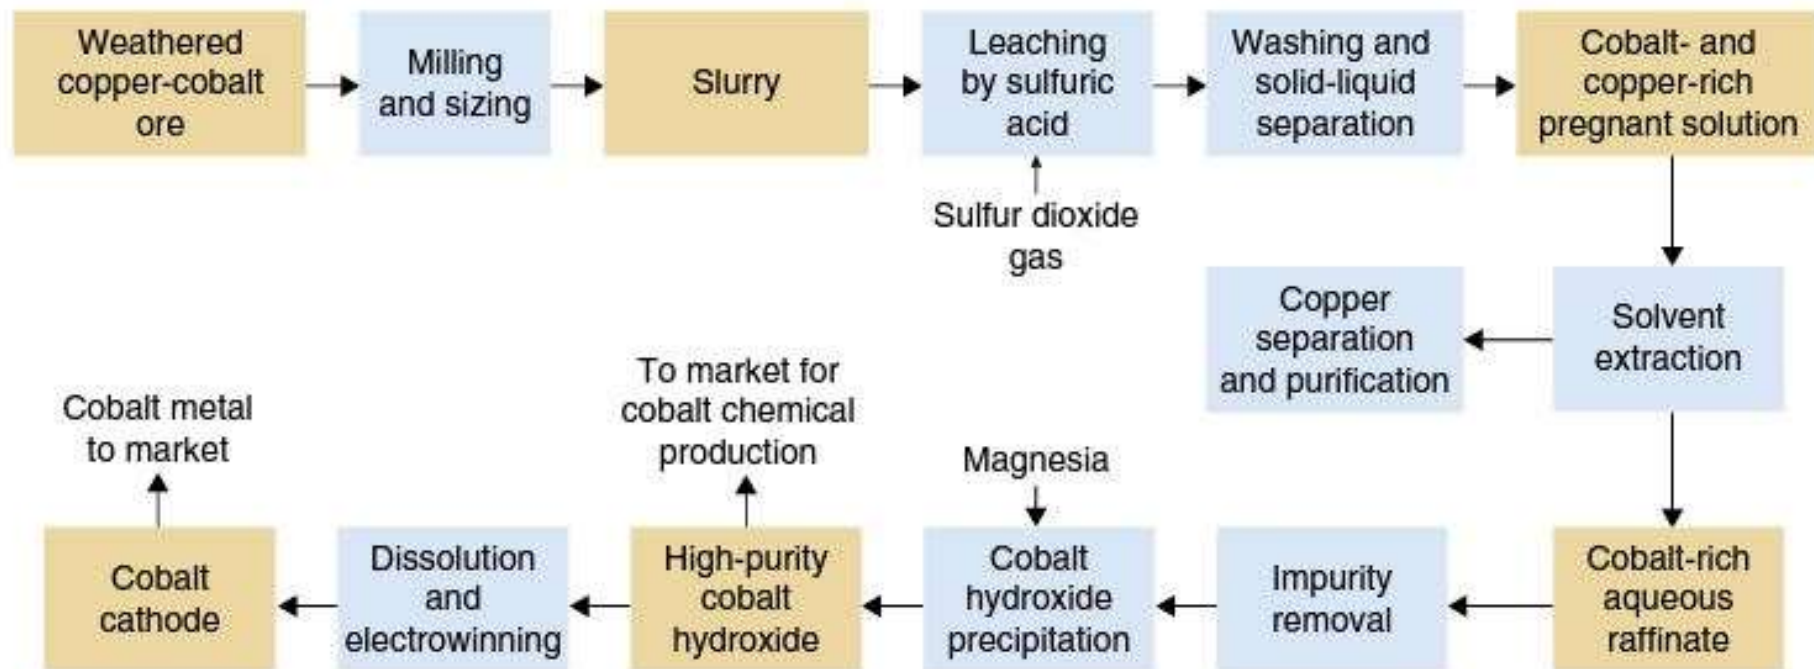 Weathered
copper-cobalt
ore
Milling
and sizing
Slurry
Leaching
by sulfuric
acid
Washing and
solid-liquid
separation
Cobalt- and
copper-rich
pregnant solution
Sulfur dioxide
gas
Copper
separation
and purification
Solvent
extraction
Cobalt metal
to market
To market for
cobalt chemical
production
Magnesia
Cobalt
cathode
Dissolution
and
electrowinning
High-purity
cobalt
hydroxide
Cobalt
hydroxide
precipitation
Impurity
removal
Cobalt-rich
aqueous
raffinate